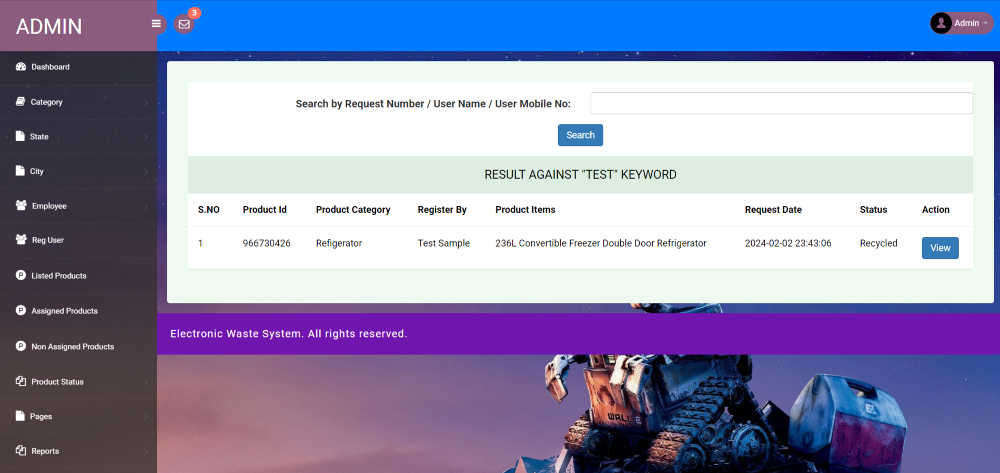 ADMIN
3
Admin
Dashboard
Category
State
City
Employee
Reg User
Listed Products
Assigned Products
Non Assigned Products
Product Status
Pages
Reports
Search by Request Number / User Name / User Mobile No:
Search
RESULT AGAINST "TEST" KEYWORD
S.NO Product Id Product Category Register By Product Items Request Date Status Action
1 966730426 Refigerator Test Sample 236L Convertible Freezer Double Door Refrigerator 2024-02-02 23:43:06 Recycled View
Electronic Waste System. All rights reserved.
WALL E